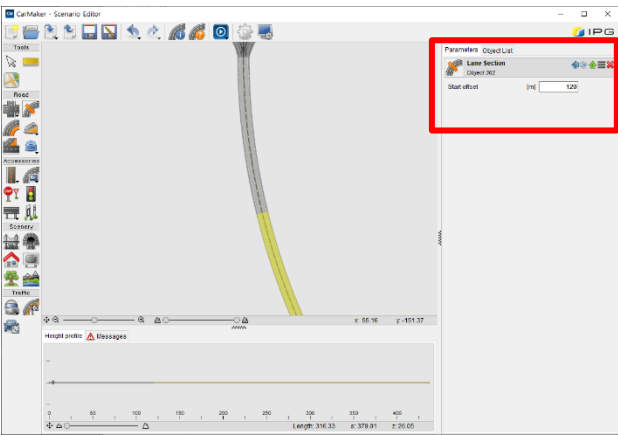 CarMaker - Scenario Editor
IPG
Tools
Road
Accessories
STOP
Scenery
Traffic
Parameters Object List
Lane Section
Object 362
Start offset [m] 120
x: 55.16 y: -151.37
Height profile Messages
0 50 100 150 200 250 300 350 400
Length: 316.33 s: 379.01 z: 26.05